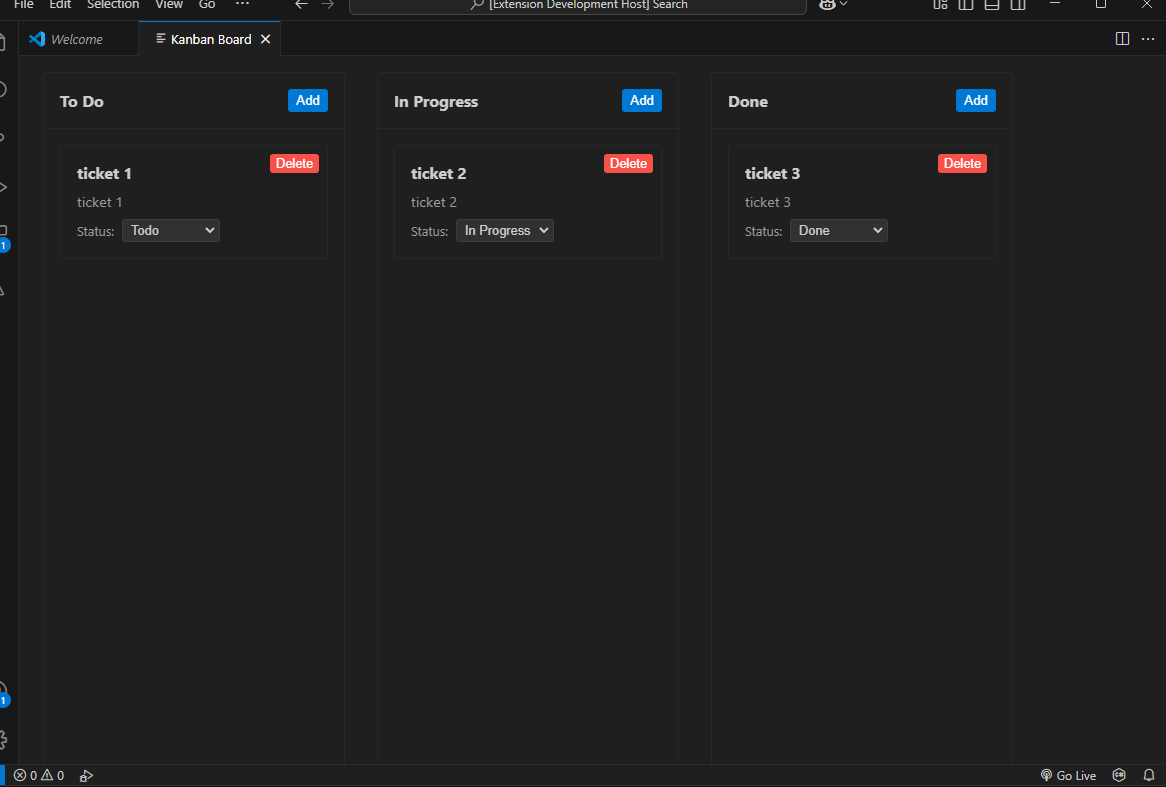 File Edit Selection View Go ··· [Extension Development Host] Search
Welcome Kanban Board
To Do Add
ticket 1 Delete
ticket 1
Status: Todo
In Progress Add
ticket 2 Delete
ticket 2
Status: In Progress
Done Add
ticket 3 Delete
ticket 3
Status: Done
1
1
0 0 Go Live